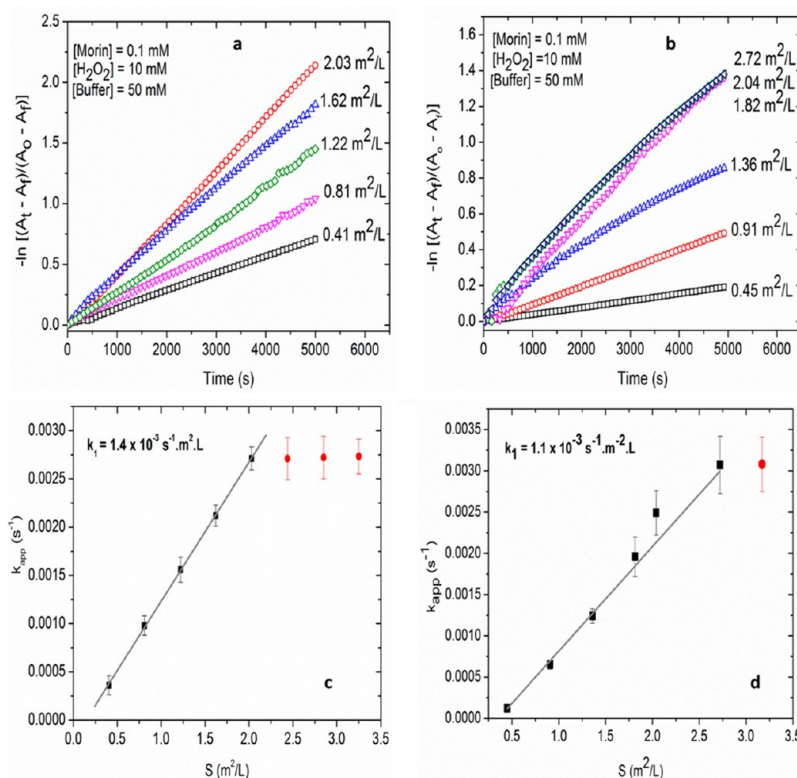 a
[Morin] = 0.1 mM
[H2O2] = 10 mM
[Buffer] = 50 mM
2.03 m²/L
1.62 m²/L
1.22 m²/L
0.81 m²/L
0.41 m²/L
-ln [(At - Af)/(Ao - Af)]
2.5
2.0
1.5
1.0
0.5
0.0
0 1000 2000 3000 4000 5000 6000
Time (s)
b
[Morin] = 0.1 mM
[H2O2] =10 mM
[Buffer] = 50 mM
2.72 m²/L
2.04 m²/L
1.82 m²/L
1.36 m²/L
0.91 m²/L
0.45 m²/L
-ln [(At - Af)/(Ao - Af)]
1.6
1.4
1.2
1.0
0.8
0.6
0.4
0.2
0.0
0 1000 2000 3000 4000 5000 6000
Time (s)
k1 = 1.4 x 10⁻³ s⁻¹.m².L
kapp (s⁻¹)
0.0030
0.0025
0.0020
0.0015
0.0010
0.0005
0.0000
c
0.0 0.5 1.0 1.5 2.0 2.5 3.0 3.5
S (m²/L)
k1 = 1.1 x 10⁻³ s⁻¹.m⁻².L
kapp (s⁻¹)
0.0035
0.0030
0.0025
0.0020
0.0015
0.0010
0.0005
0.0000
d
0.5 1.0 1.5 2.0 2.5 3.0 3.5
S (m²/L)